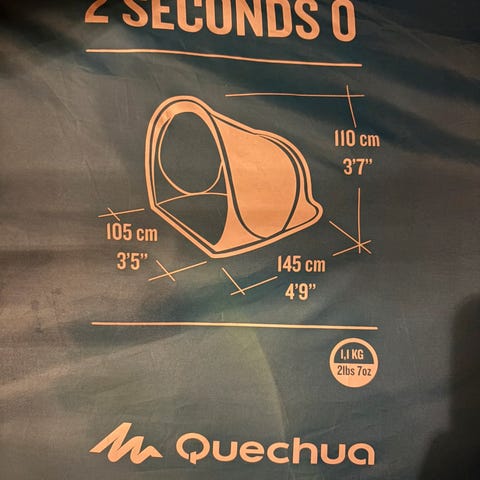 2 SECONDS 0
110 cm
3'7"
105 cm
3'5"
145 cm
4'9"
1,1 KG
2lbs 7oz
Quechua